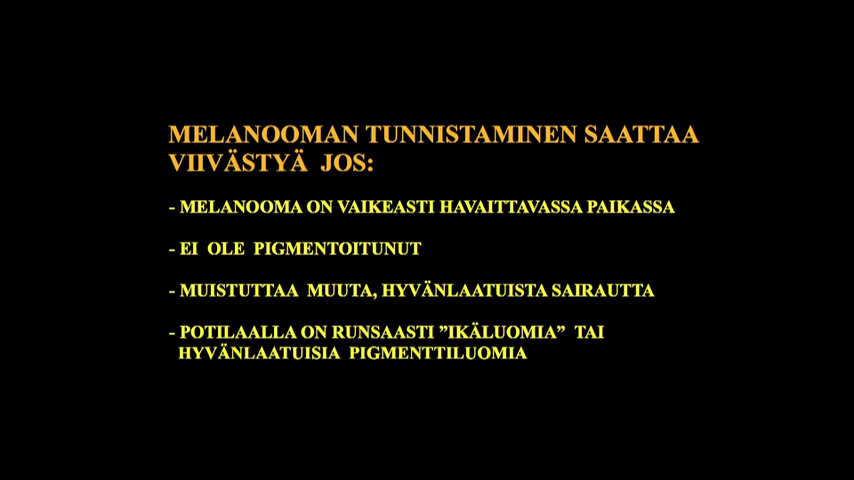 MELANOOMAN TUNNISTAMINEN SAATTAA
VIIVÄSTYÄ JOS:
- MELANOOMA ON VAIKEASTI HAVAITTAVASSA PAIKASSA
- EI OLE PIGMENTOITUNUT
- MUISTUTTAA MUUTA, HYVÄNLAATUISTA SAIRAUTTA
- POTILAALLA ON RUNSAASTI ”IKÄLUOMIA” TAI
HYVÄNLAATUISIA PIGMENTTILUOMIA